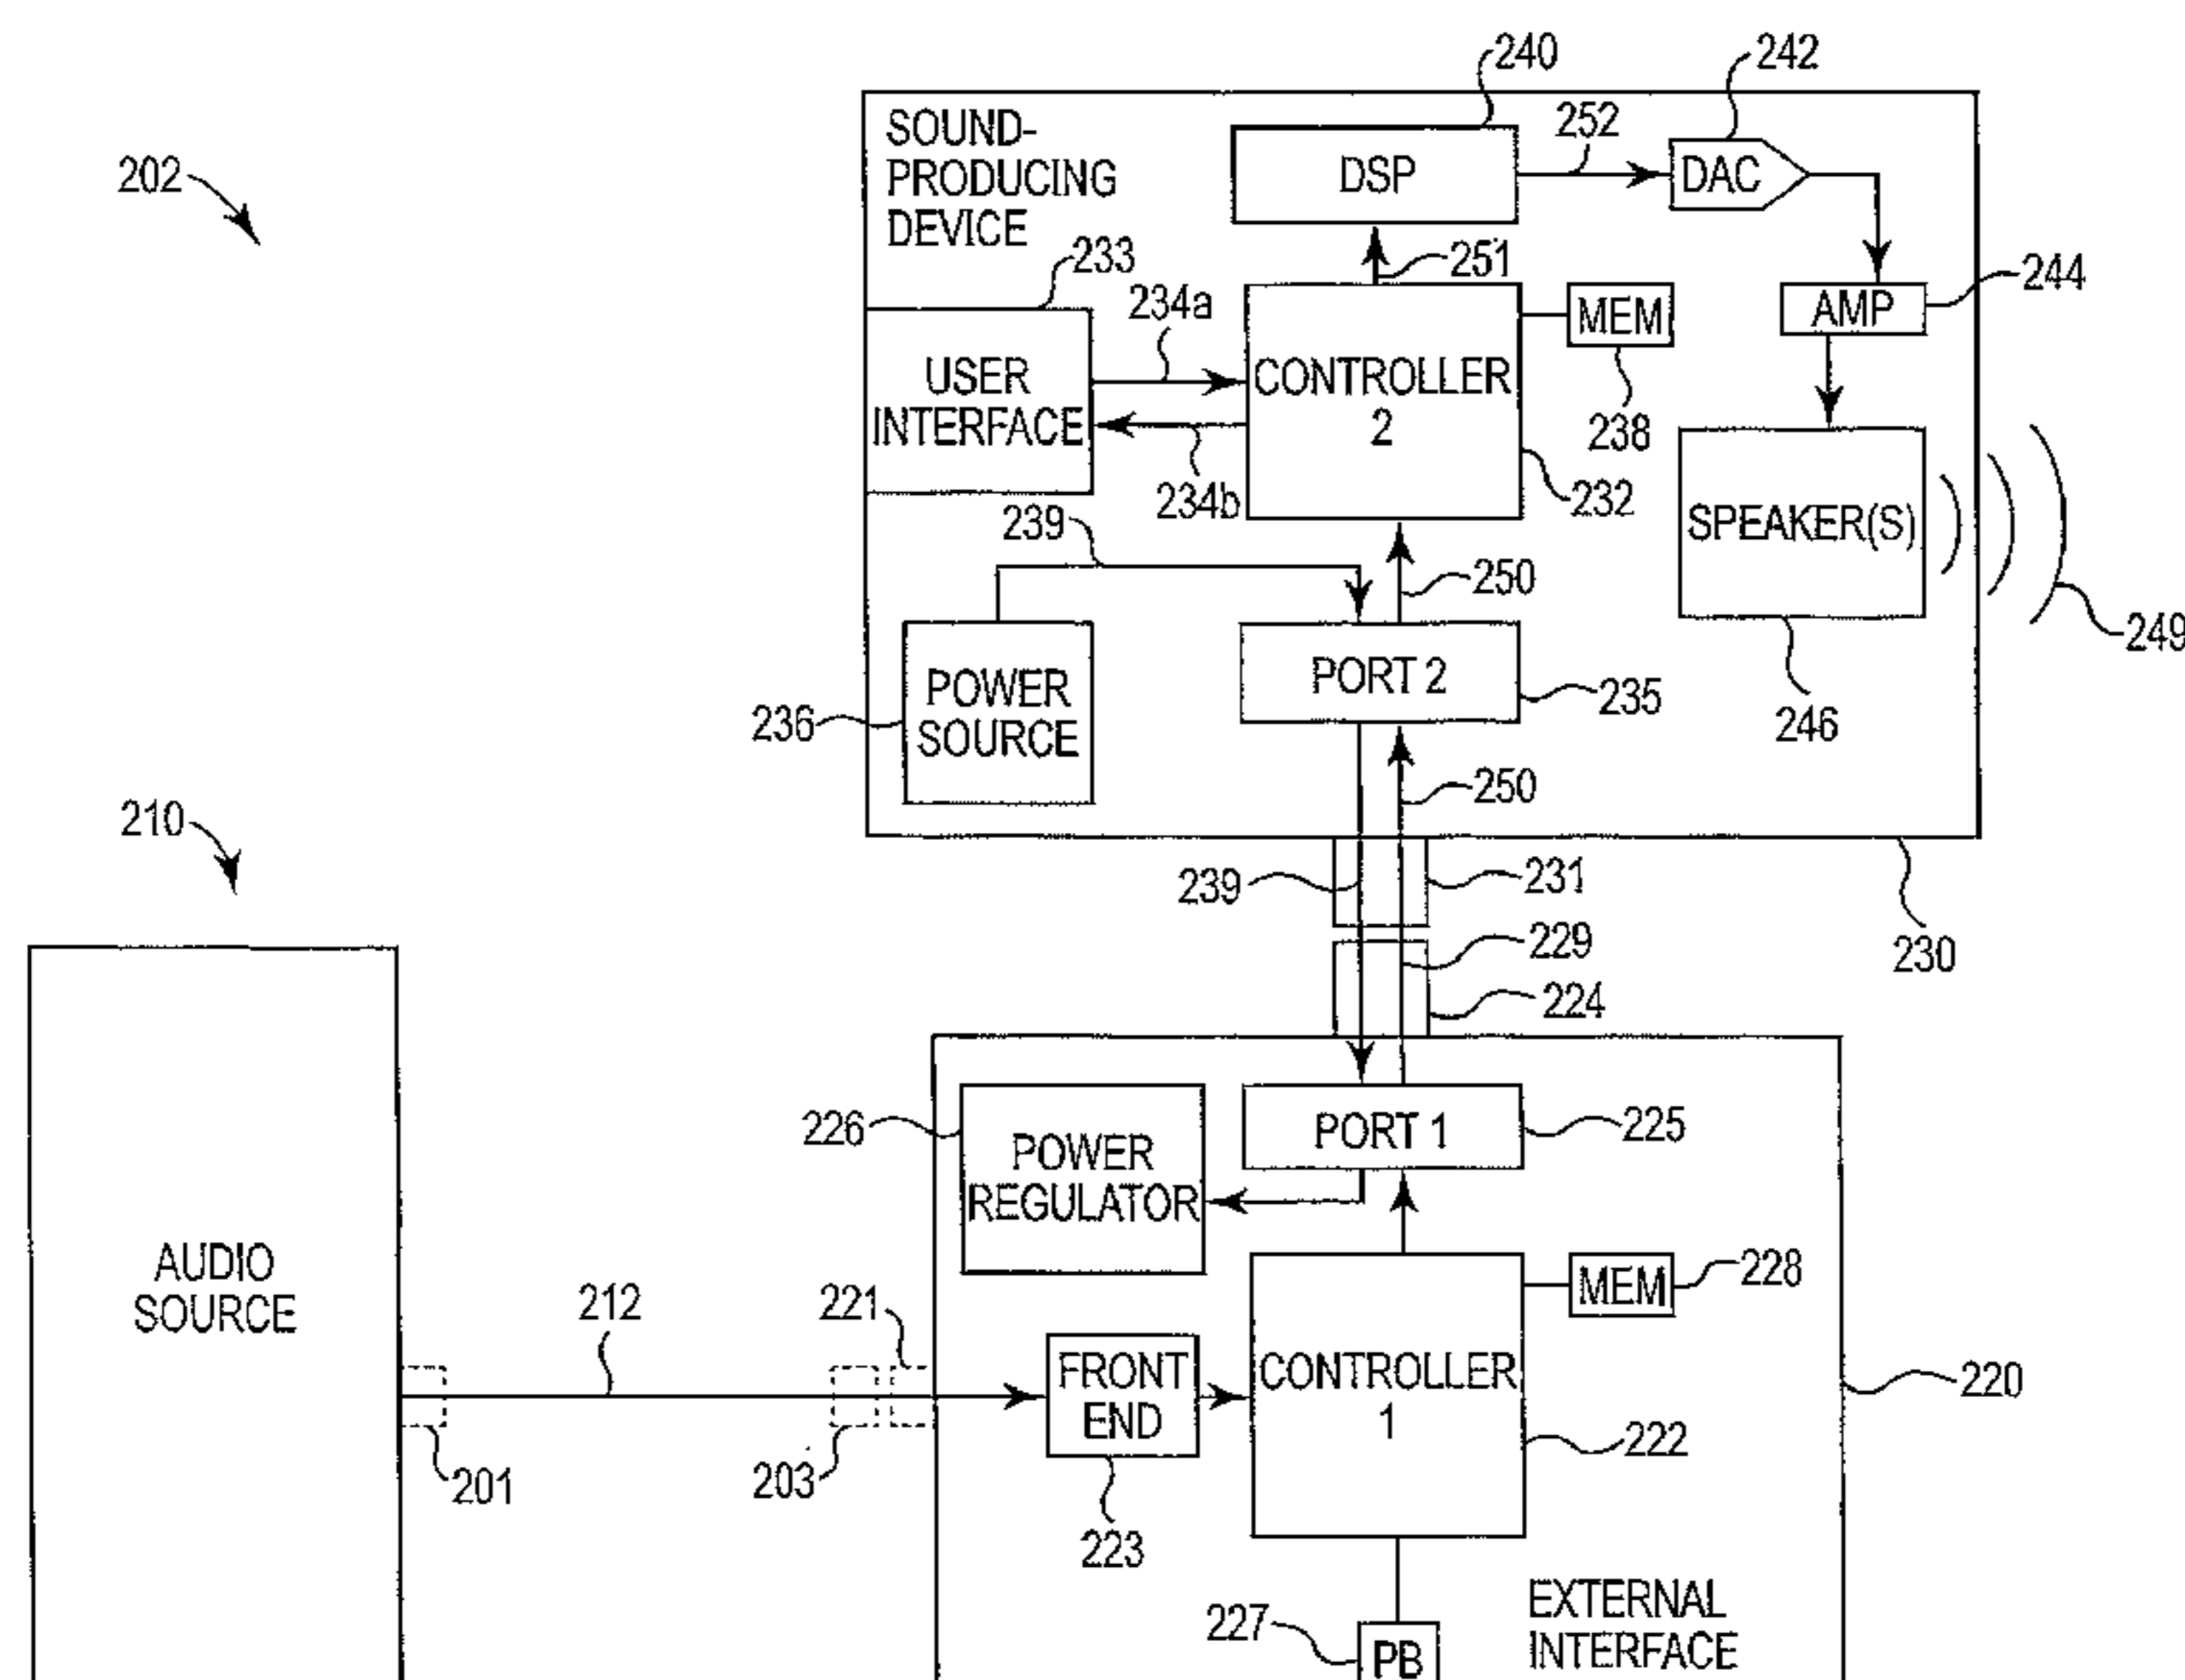 240
242
202
SOUND-
PRODUCING
DEVICE
DSP
252
DAC
233
251
244
234a
MEM
AMP
USER
INTERFACE
CONTROLLER
2
238
234b
232
SPEAKER(S)
239
250
249
POWER
SOURCE
PORT 2
235
236
246
250
210
239
231
230
229
224
226
POWER
REGULATOR
PORT 1
225
AUDIO
SOURCE
212
221
MEM
228
FRONT
END
CONTROLLER
1
220
201
203
223
222
227
PB
EXTERNAL
INTERFACE